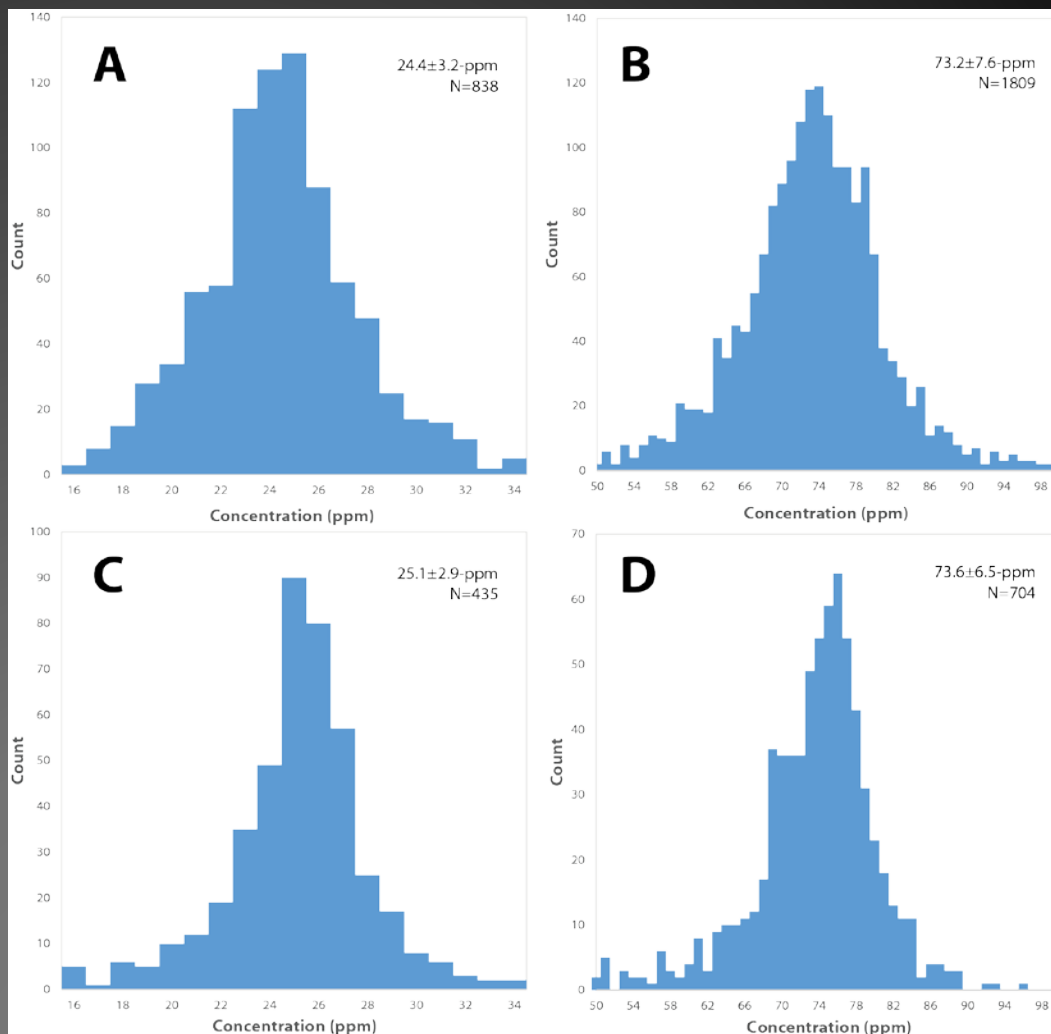 A
24.4±3.2-ppm
N=838
140
120
100
80
60
40
20
0
Count
16 18 20 22 24 26 28 30 32 34
Concentration (ppm)
B
73.2±7.6-ppm
N=1809
140
120
100
80
60
40
20
0
Count
50 54 58 62 66 70 74 78 82 86 90 94 98
Concentration (ppm)
C
25.1±2.9-ppm
N=435
100
90
80
70
60
50
40
30
20
10
0
Count
16 18 20 22 24 26 28 30 32 34
Concentration (ppm)
D
73.6±6.5-ppm
N=704
70
60
50
40
30
20
10
0
Count
50 54 58 62 66 70 74 78 82 86 90 94 98
Concentration (ppm)